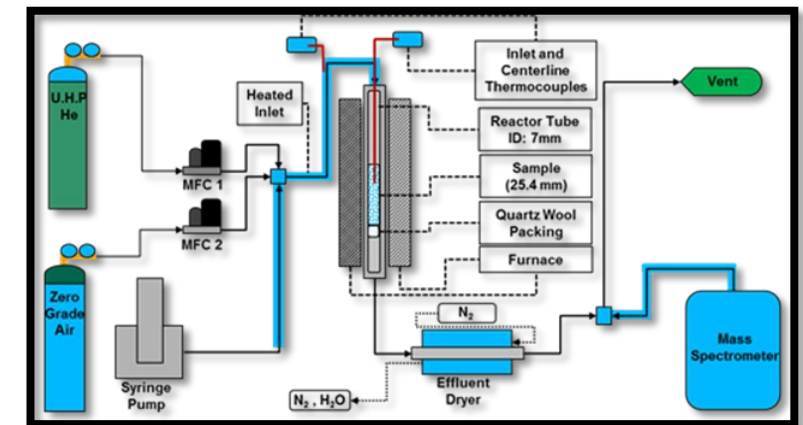 U.H.P
He
Heated
Inlet
Inlet and
Centerline
Thermocouples
Vent
Reactor Tube
ID: 7mm
MFC 1
Sample
(25.4 mm)
MFC 2
Quartz Wool
Packing
Furnace
Zero
Grade
Air
N2
Mass
Spectrometer
Syringe
Pump
Effluent
Dryer
N2 , H2O